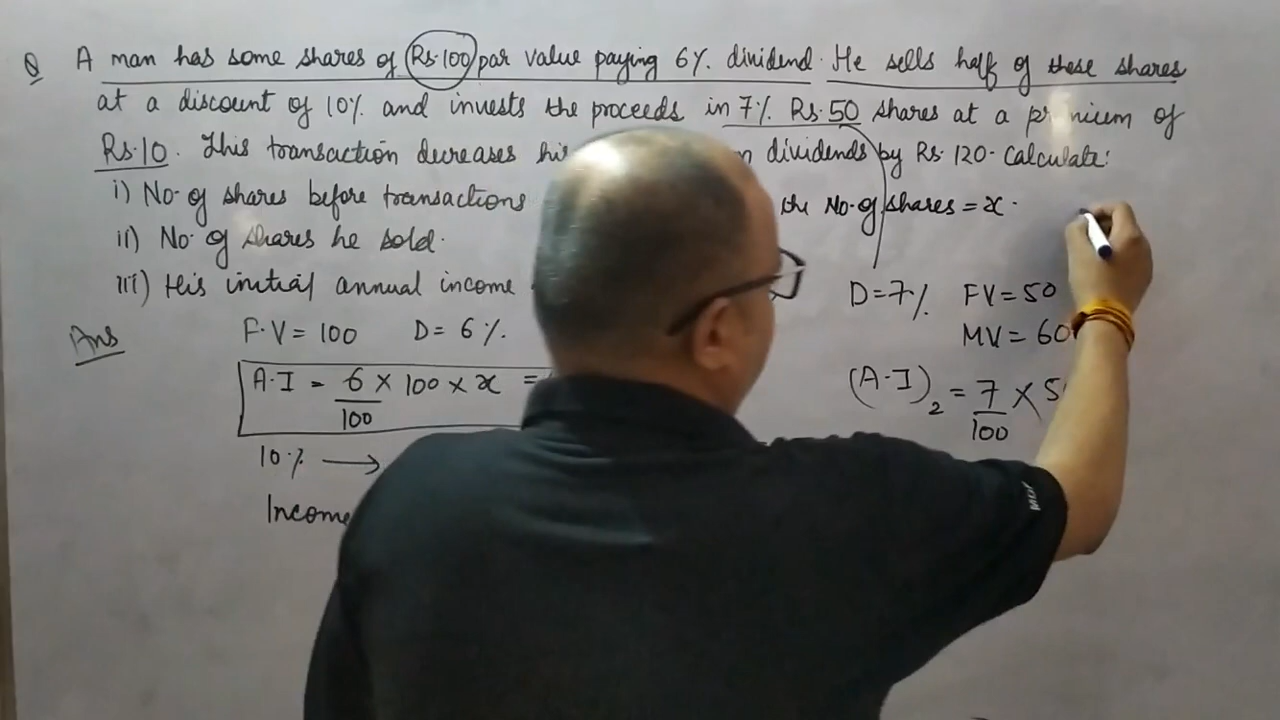 Q A man has some shares of Rs.100 par value paying 6%. dividend. He sells half of these shares
at a discount of 10% and invests the proceeds in 7% Rs.50 shares at a premium of
Rs.10. This transaction decreases his dividends by Rs. 120. Calculate:
i) No. of shares before transactions
the No. of shares = x.
ii) No. of shares he sold.
iii) His initial annual income
D = 7% FV = 50
Ans F.V = 100 D = 6%.
MV = 60
A.I = 6/100 × 100 × x =
(A.I)₂ = 7/100 ×
10% →
Income